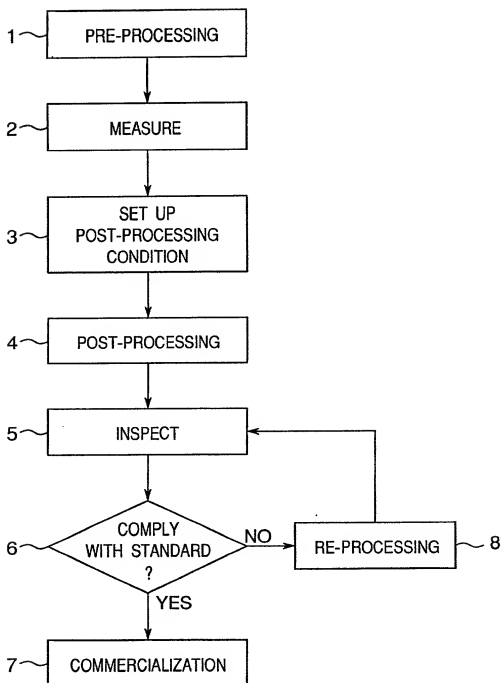 1
PRE-PROCESSING
2
MEASURE
3
SET UP
POST-PROCESSING
CONDITION
4
POST-PROCESSING
5
INSPECT
6
COMPLY
WITH STANDARD
?
NO
RE-PROCESSING
8
YES
7
COMMERCIALIZATION